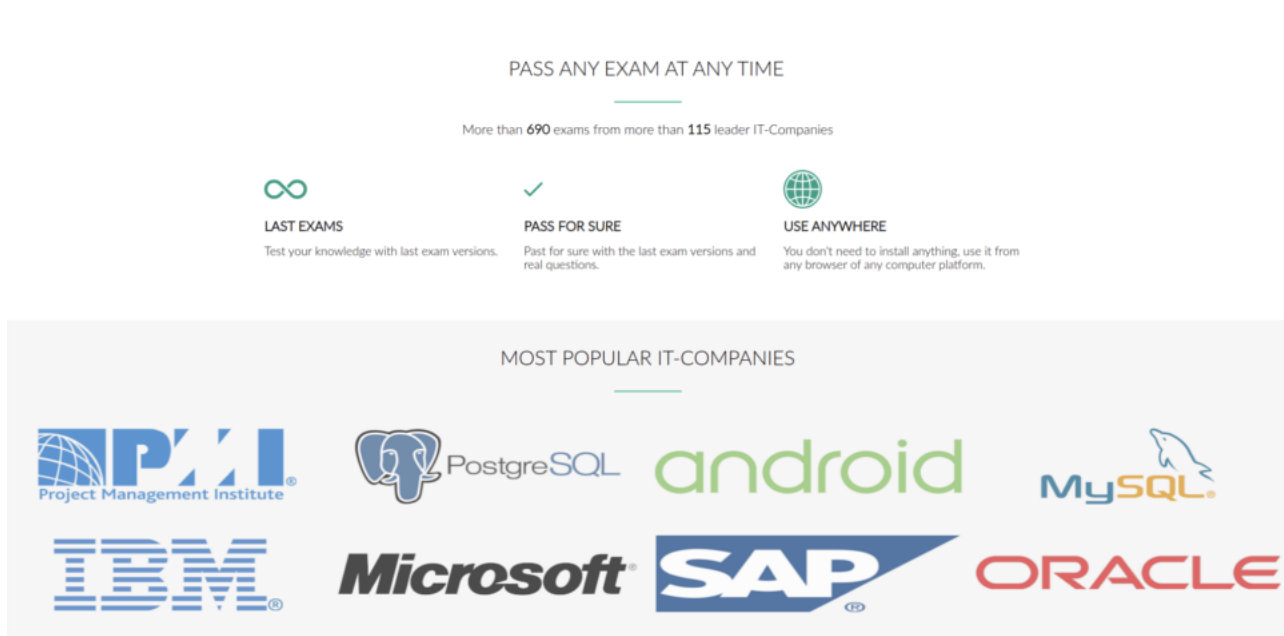 PASS ANY EXAM AT ANY TIME
More than 690 exams from more than 115 leader IT-Companies
LAST EXAMS
Test your knowledge with last exam versions.
PASS FOR SURE
Past for sure with the last exam versions and
real questions.
USE ANYWHERE
You don't need to install anything, use it from
any browser of any computer platform.
MOST POPULAR IT-COMPANIES
PMI®
Project Management Institute
PostgreSQL
android
MySQL®
IBM®
Microsoft®
SAP®
ORACLE